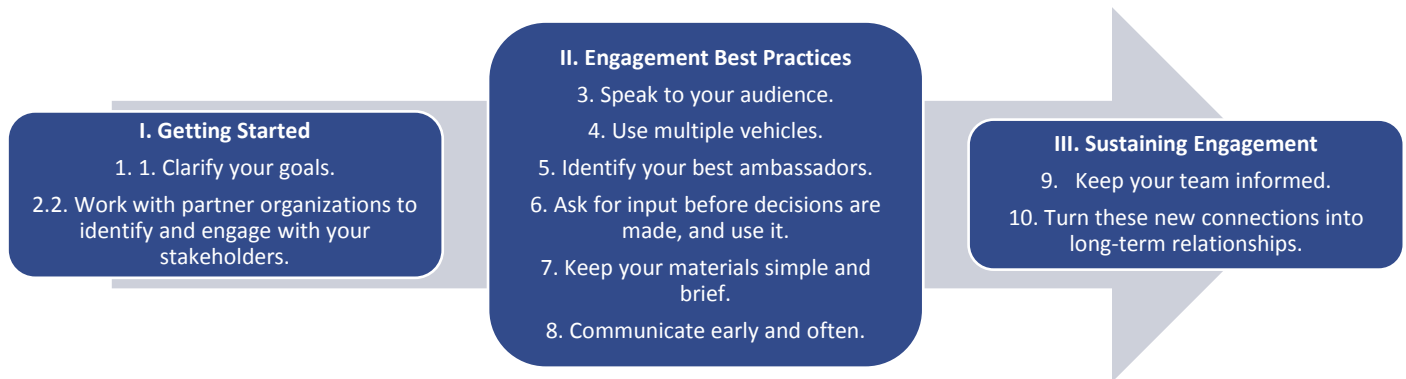 I. Getting Started
1. 1. Clarify your goals.
2.2. Work with partner organizations to
identify and engage with your
stakeholders.
II. Engagement Best Practices
3. Speak to your audience.
4. Use multiple vehicles.
5. Identify your best ambassadors.
6. Ask for input before decisions are
made, and use it.
7. Keep your materials simple and
brief.
8. Communicate early and often.
III. Sustaining Engagement
9. Keep your team informed.
10. Turn these new connections into
long-term relationships.